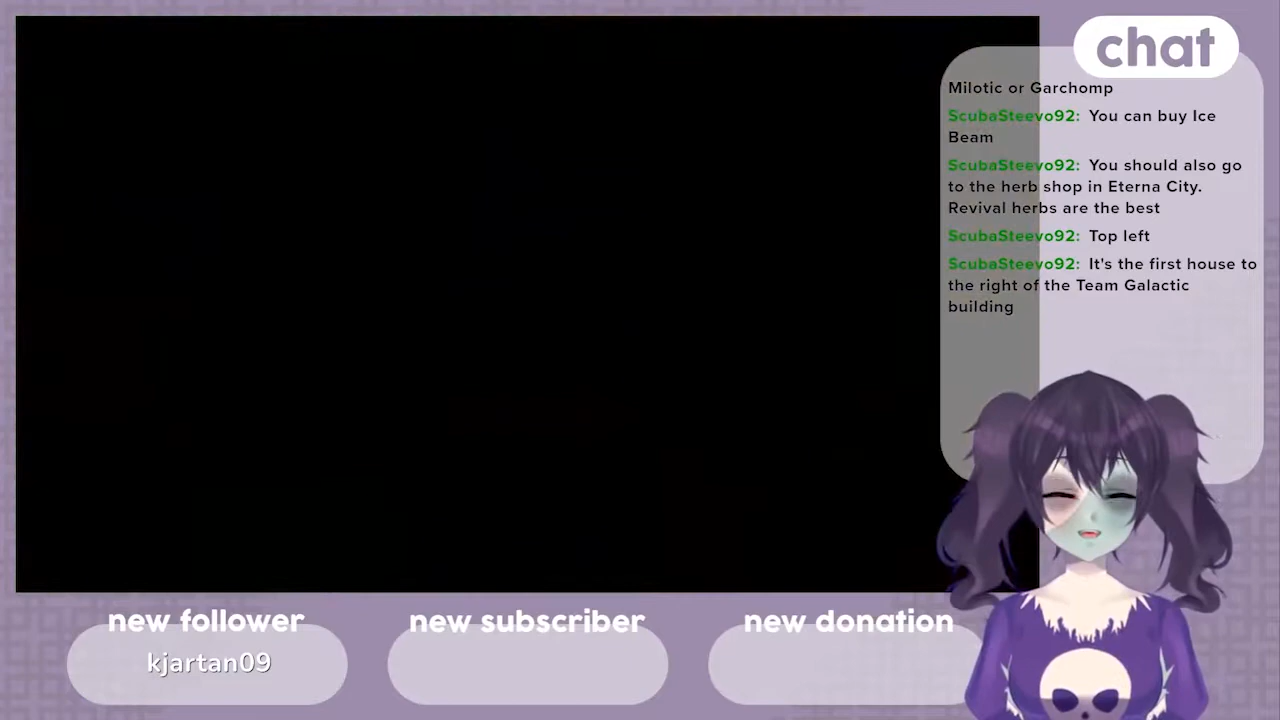 chat
Milotic or Garchomp
ScubaSteevo92: You can buy Ice
Beam
ScubaSteevo92: You should also go
to the herb shop in Eterna City.
Revival herbs are the best
ScubaSteevo92: Top left
ScubaSteevo92: It's the first house to
the right of the Team Galactic
building
new follower
kjartan09
new subscriber
new donation